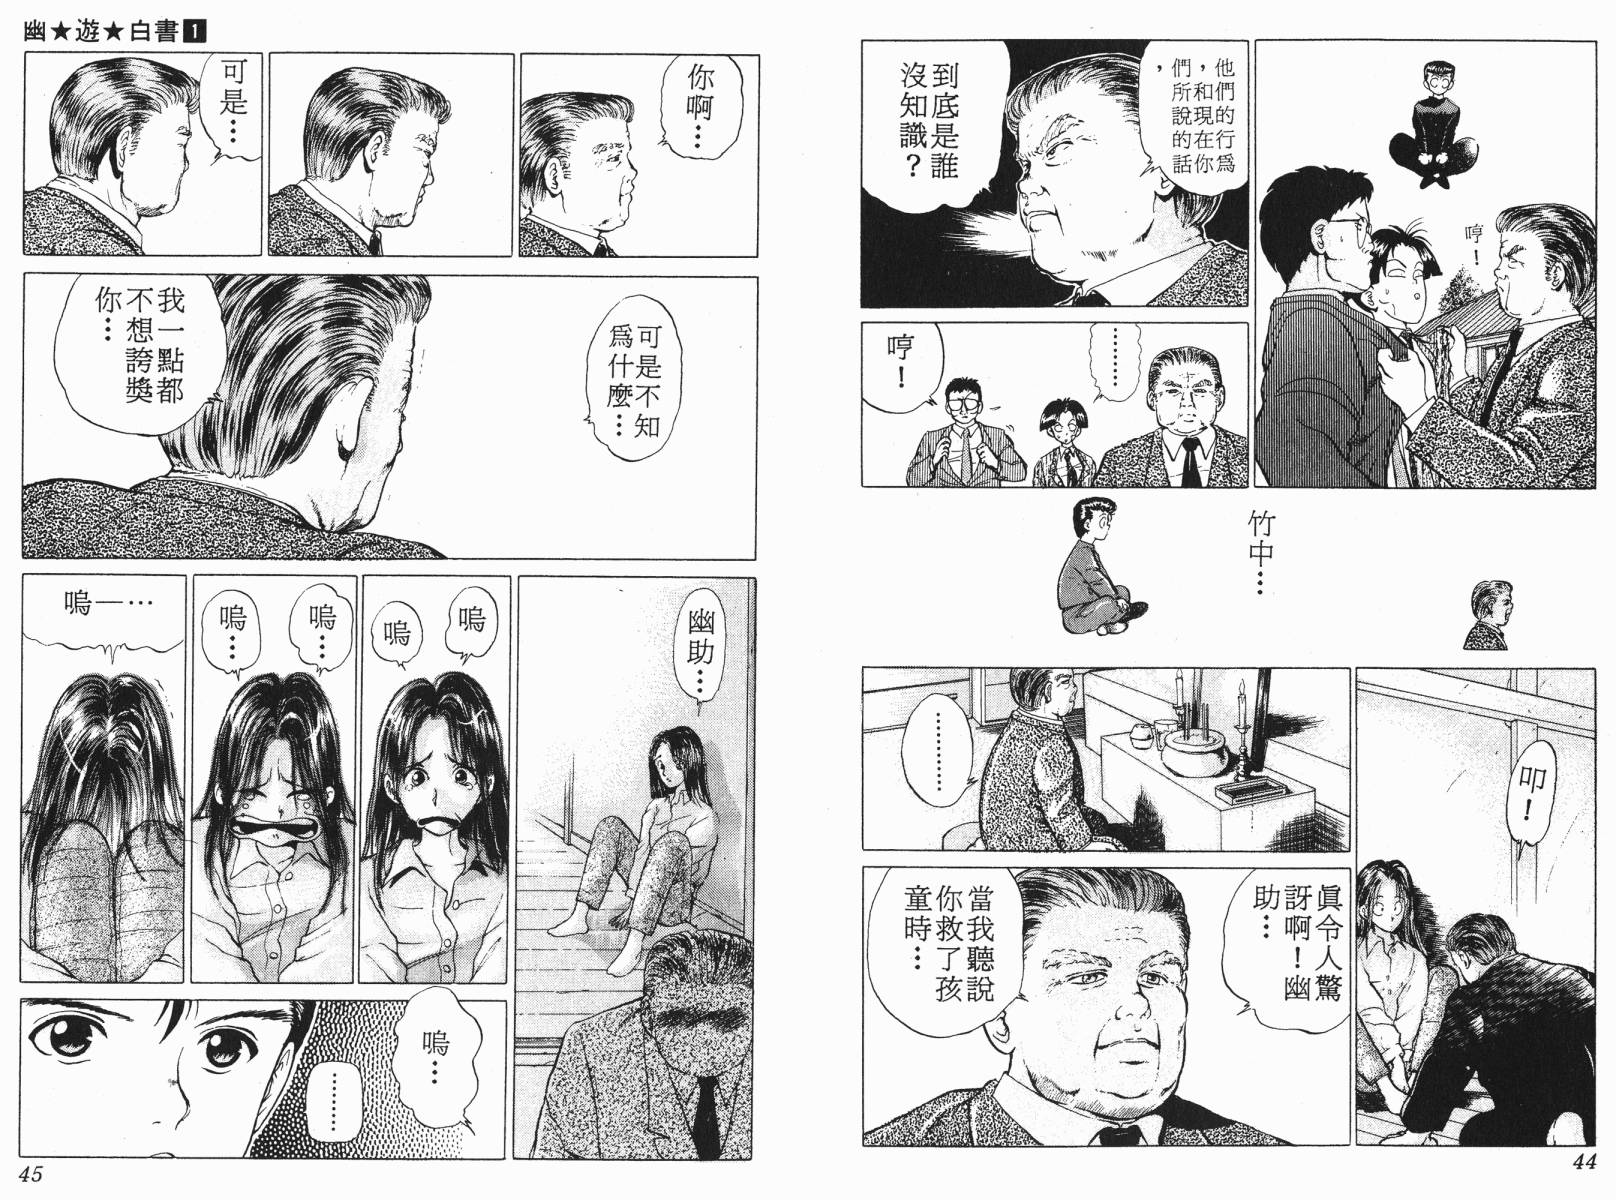 幽★遊★白書1
哼！
他們的行爲
，和現在你
們所說的話
，
到底是誰
沒知識？
………
哼！
竹中…
叩！
………
眞令人驚
訝啊！幽
助…
當我聽說
你救了孩
童時…
44
你啊…
可是…
可是不知
爲什麼…
我一點都
不想誇獎
你…
幽助…
嗚
嗚
嗚…
嗚…
嗚——…
嗚…
………
45